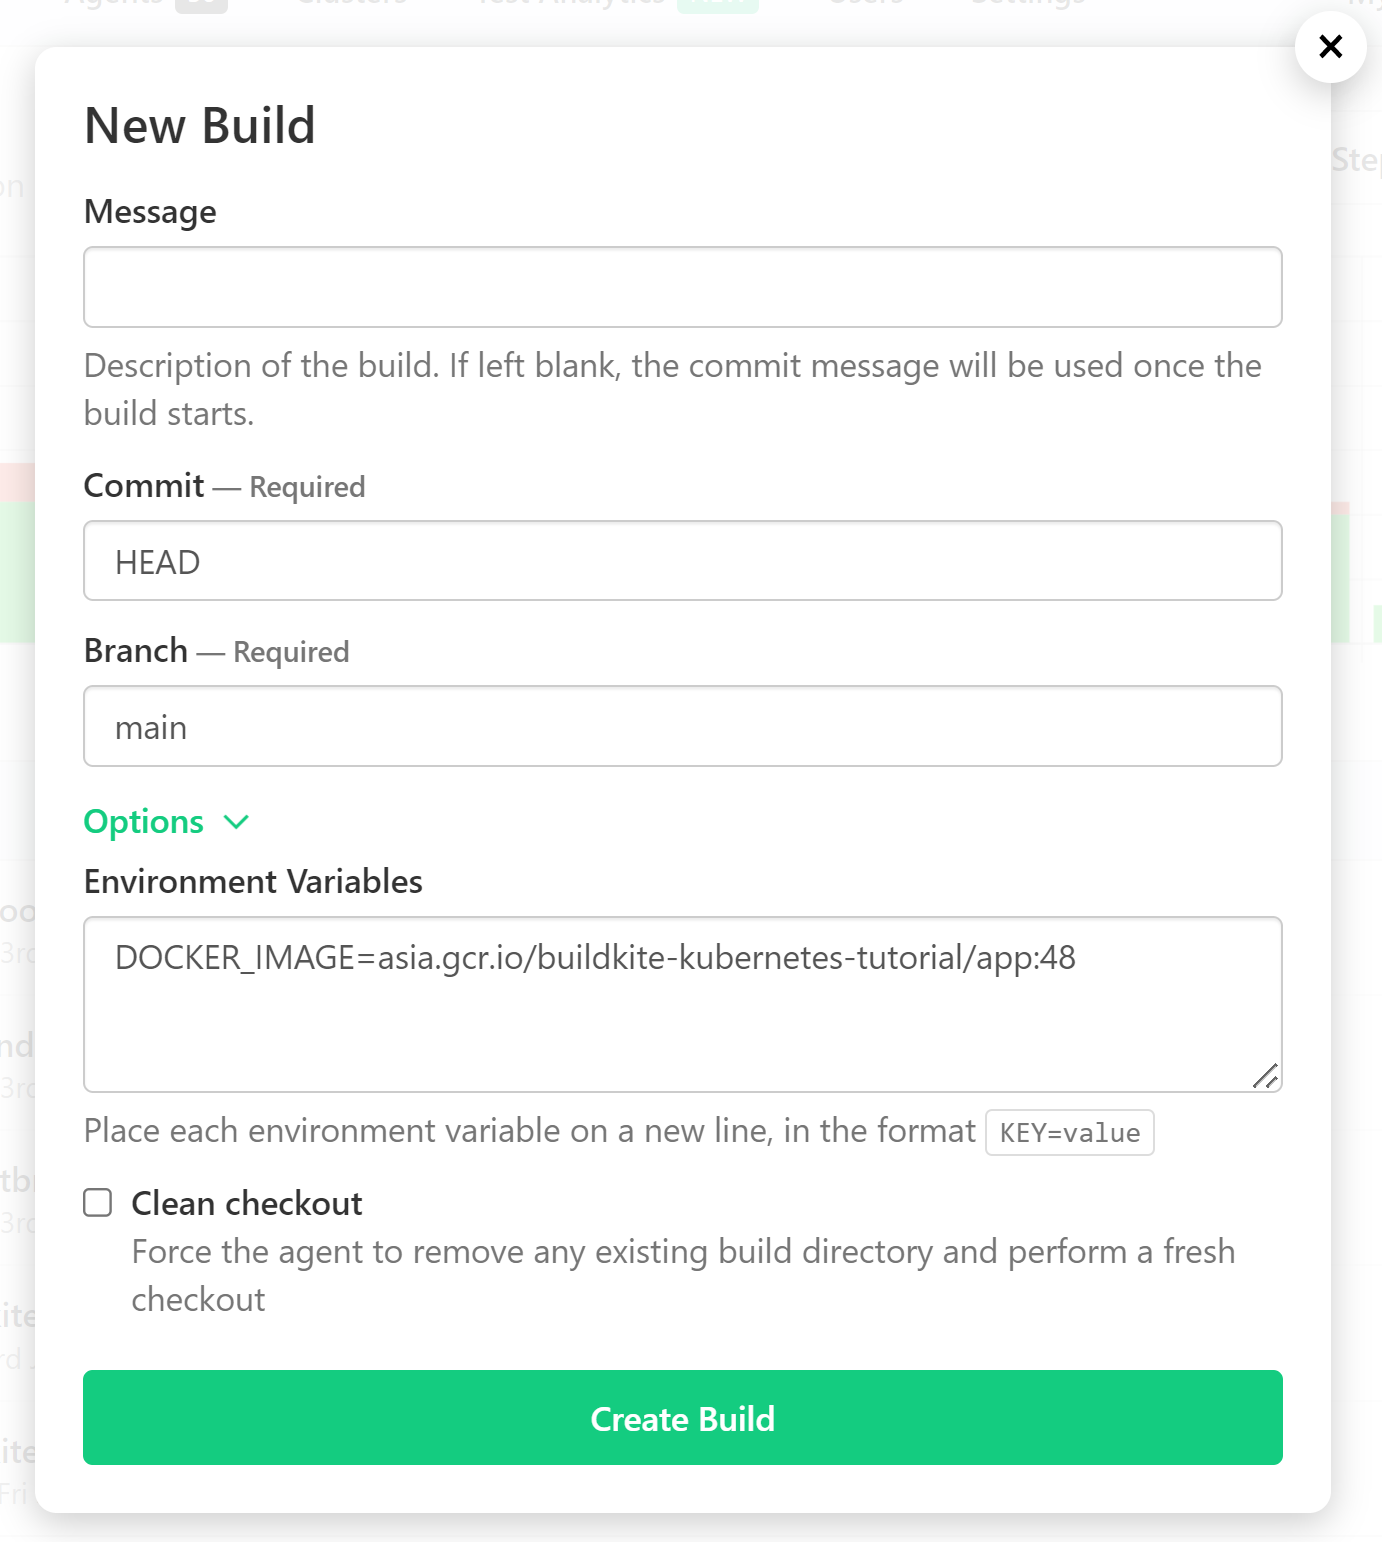 New Build
Message
Description of the build. If left blank, the commit message will be used once the
build starts.
Commit — Required
HEAD
Branch — Required
main
Options
Environment Variables
DOCKER_IMAGE=asia.gcr.io/buildkite-kubernetes-tutorial/app:48
Place each environment variable on a new line, in the format KEY=value
Clean checkout
Force the agent to remove any existing build directory and perform a fresh
checkout
Create Build